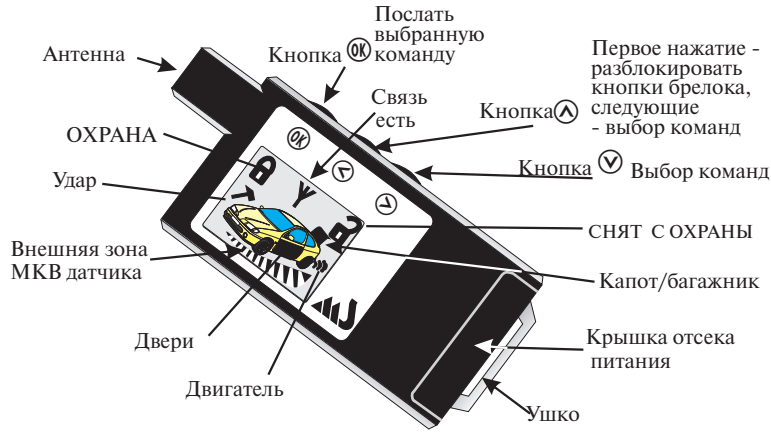 Послать
выбранную
Кнопка OK команду
Антенна
Первое нажатие -
разблокировать
кнопки брелока,
следующие
- выбор команд
Кнопка
Связь
есть
ОХРАНА
Кнопка Выбор команд
Удар
OK
СНЯТ С ОХРАНЫ
Внешняя зона
МКВ датчика
Капот/багажник
Двери
Крышка отсека
питания
Двигатель
Ушко